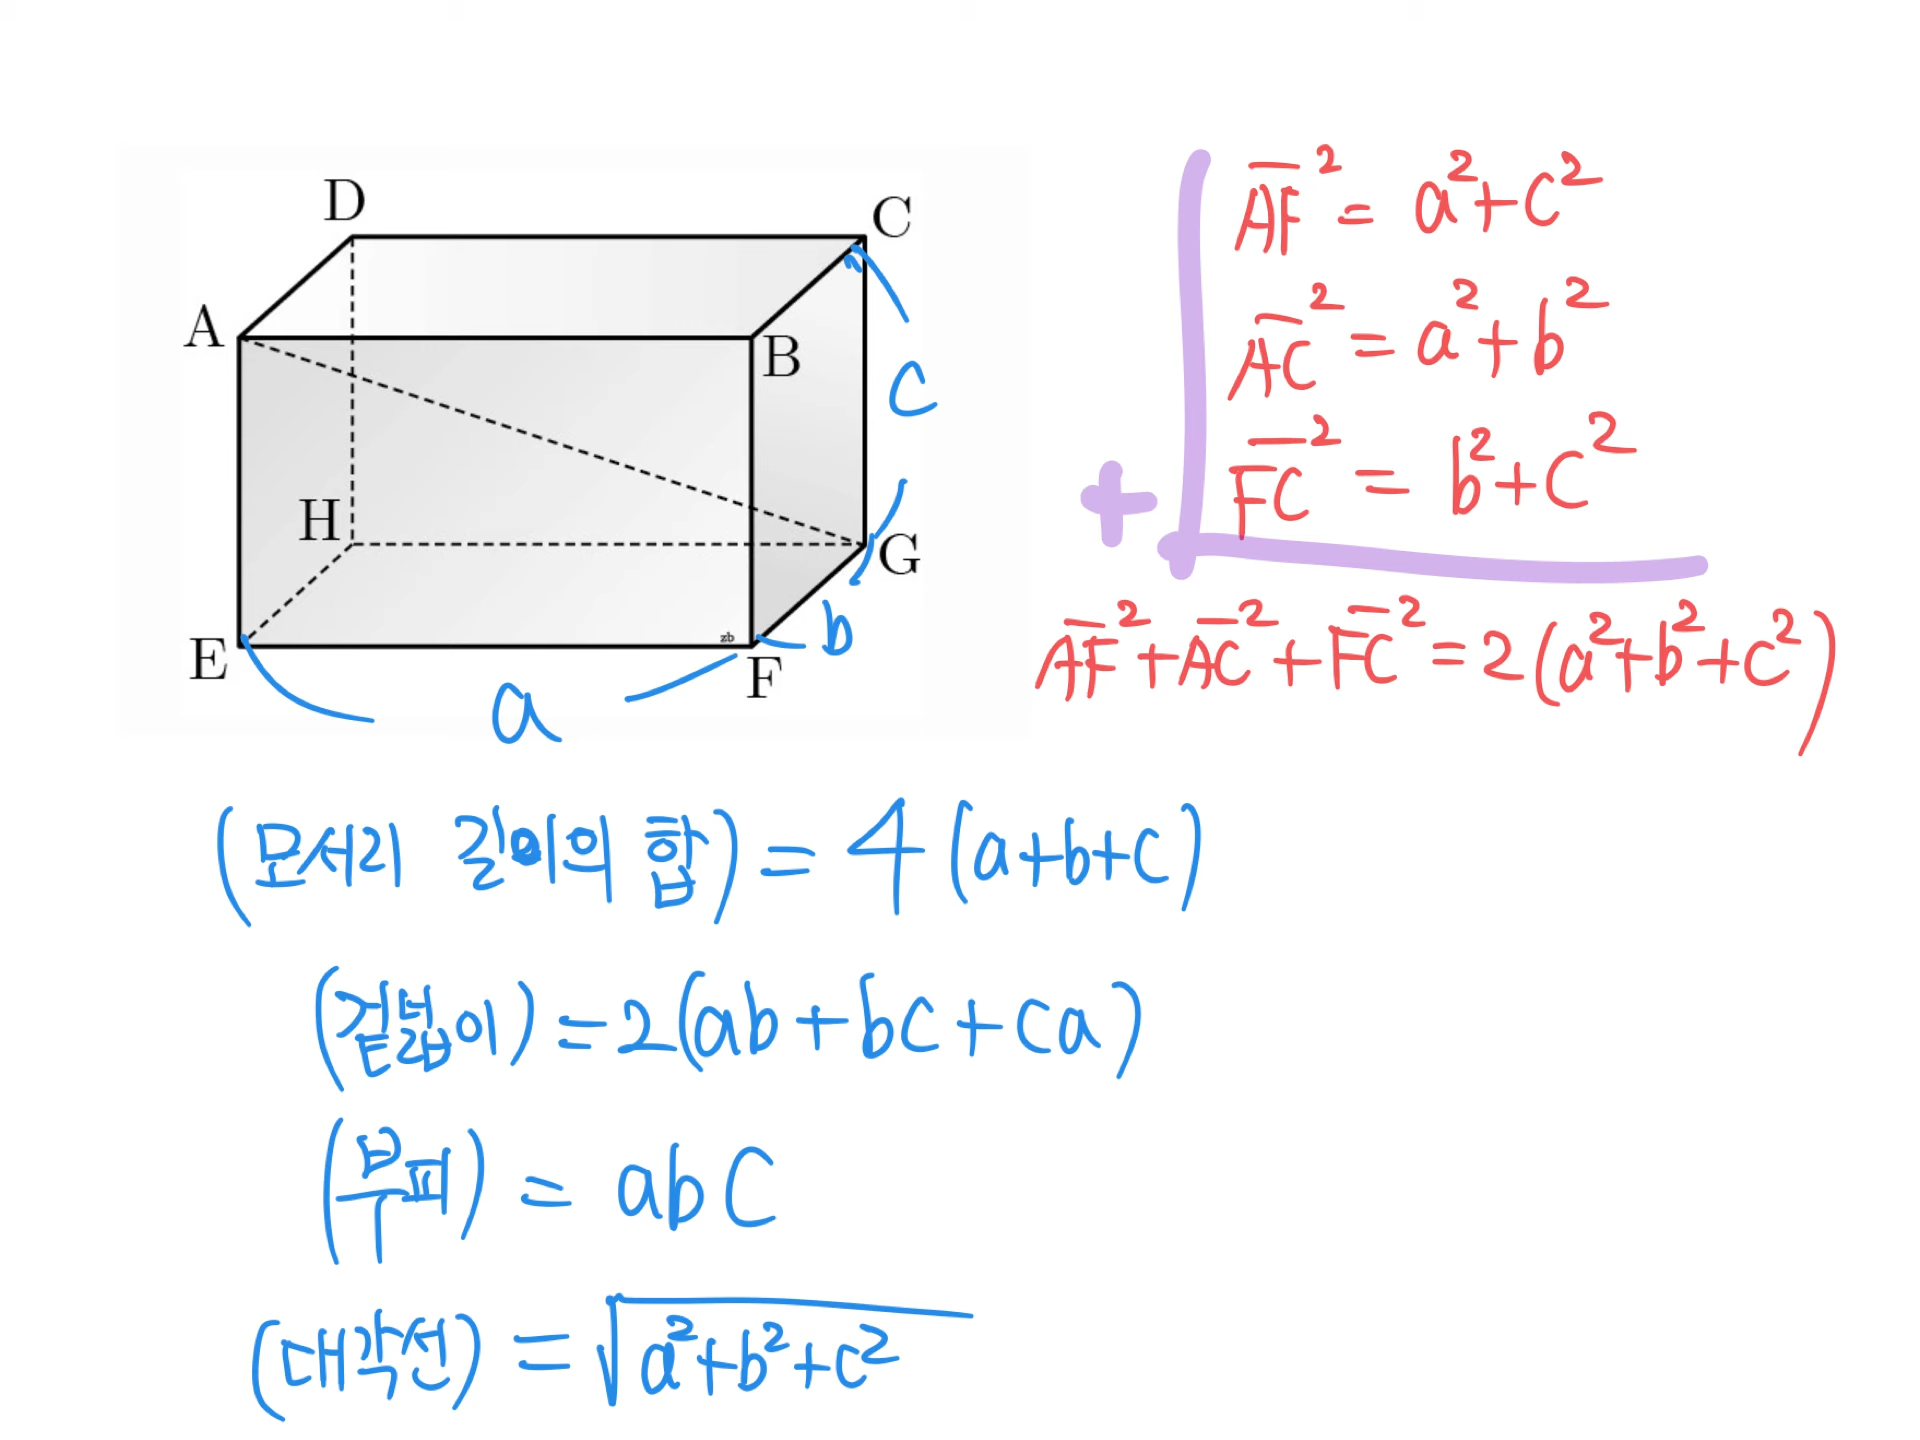 D
C
A
B
c
H
G
E
F
b
a
zb
AF² = a²+c²
AC² = a²+b²
FC² = b²+c²
+
AF²+AC²+FC²=2(a²+b²+c²)
(모서리 길이의 합) = 4(a+b+c)
(겉넓이) = 2(ab+bc+ca)
(부피) = abc
(대각선) = √a²+b²+c²